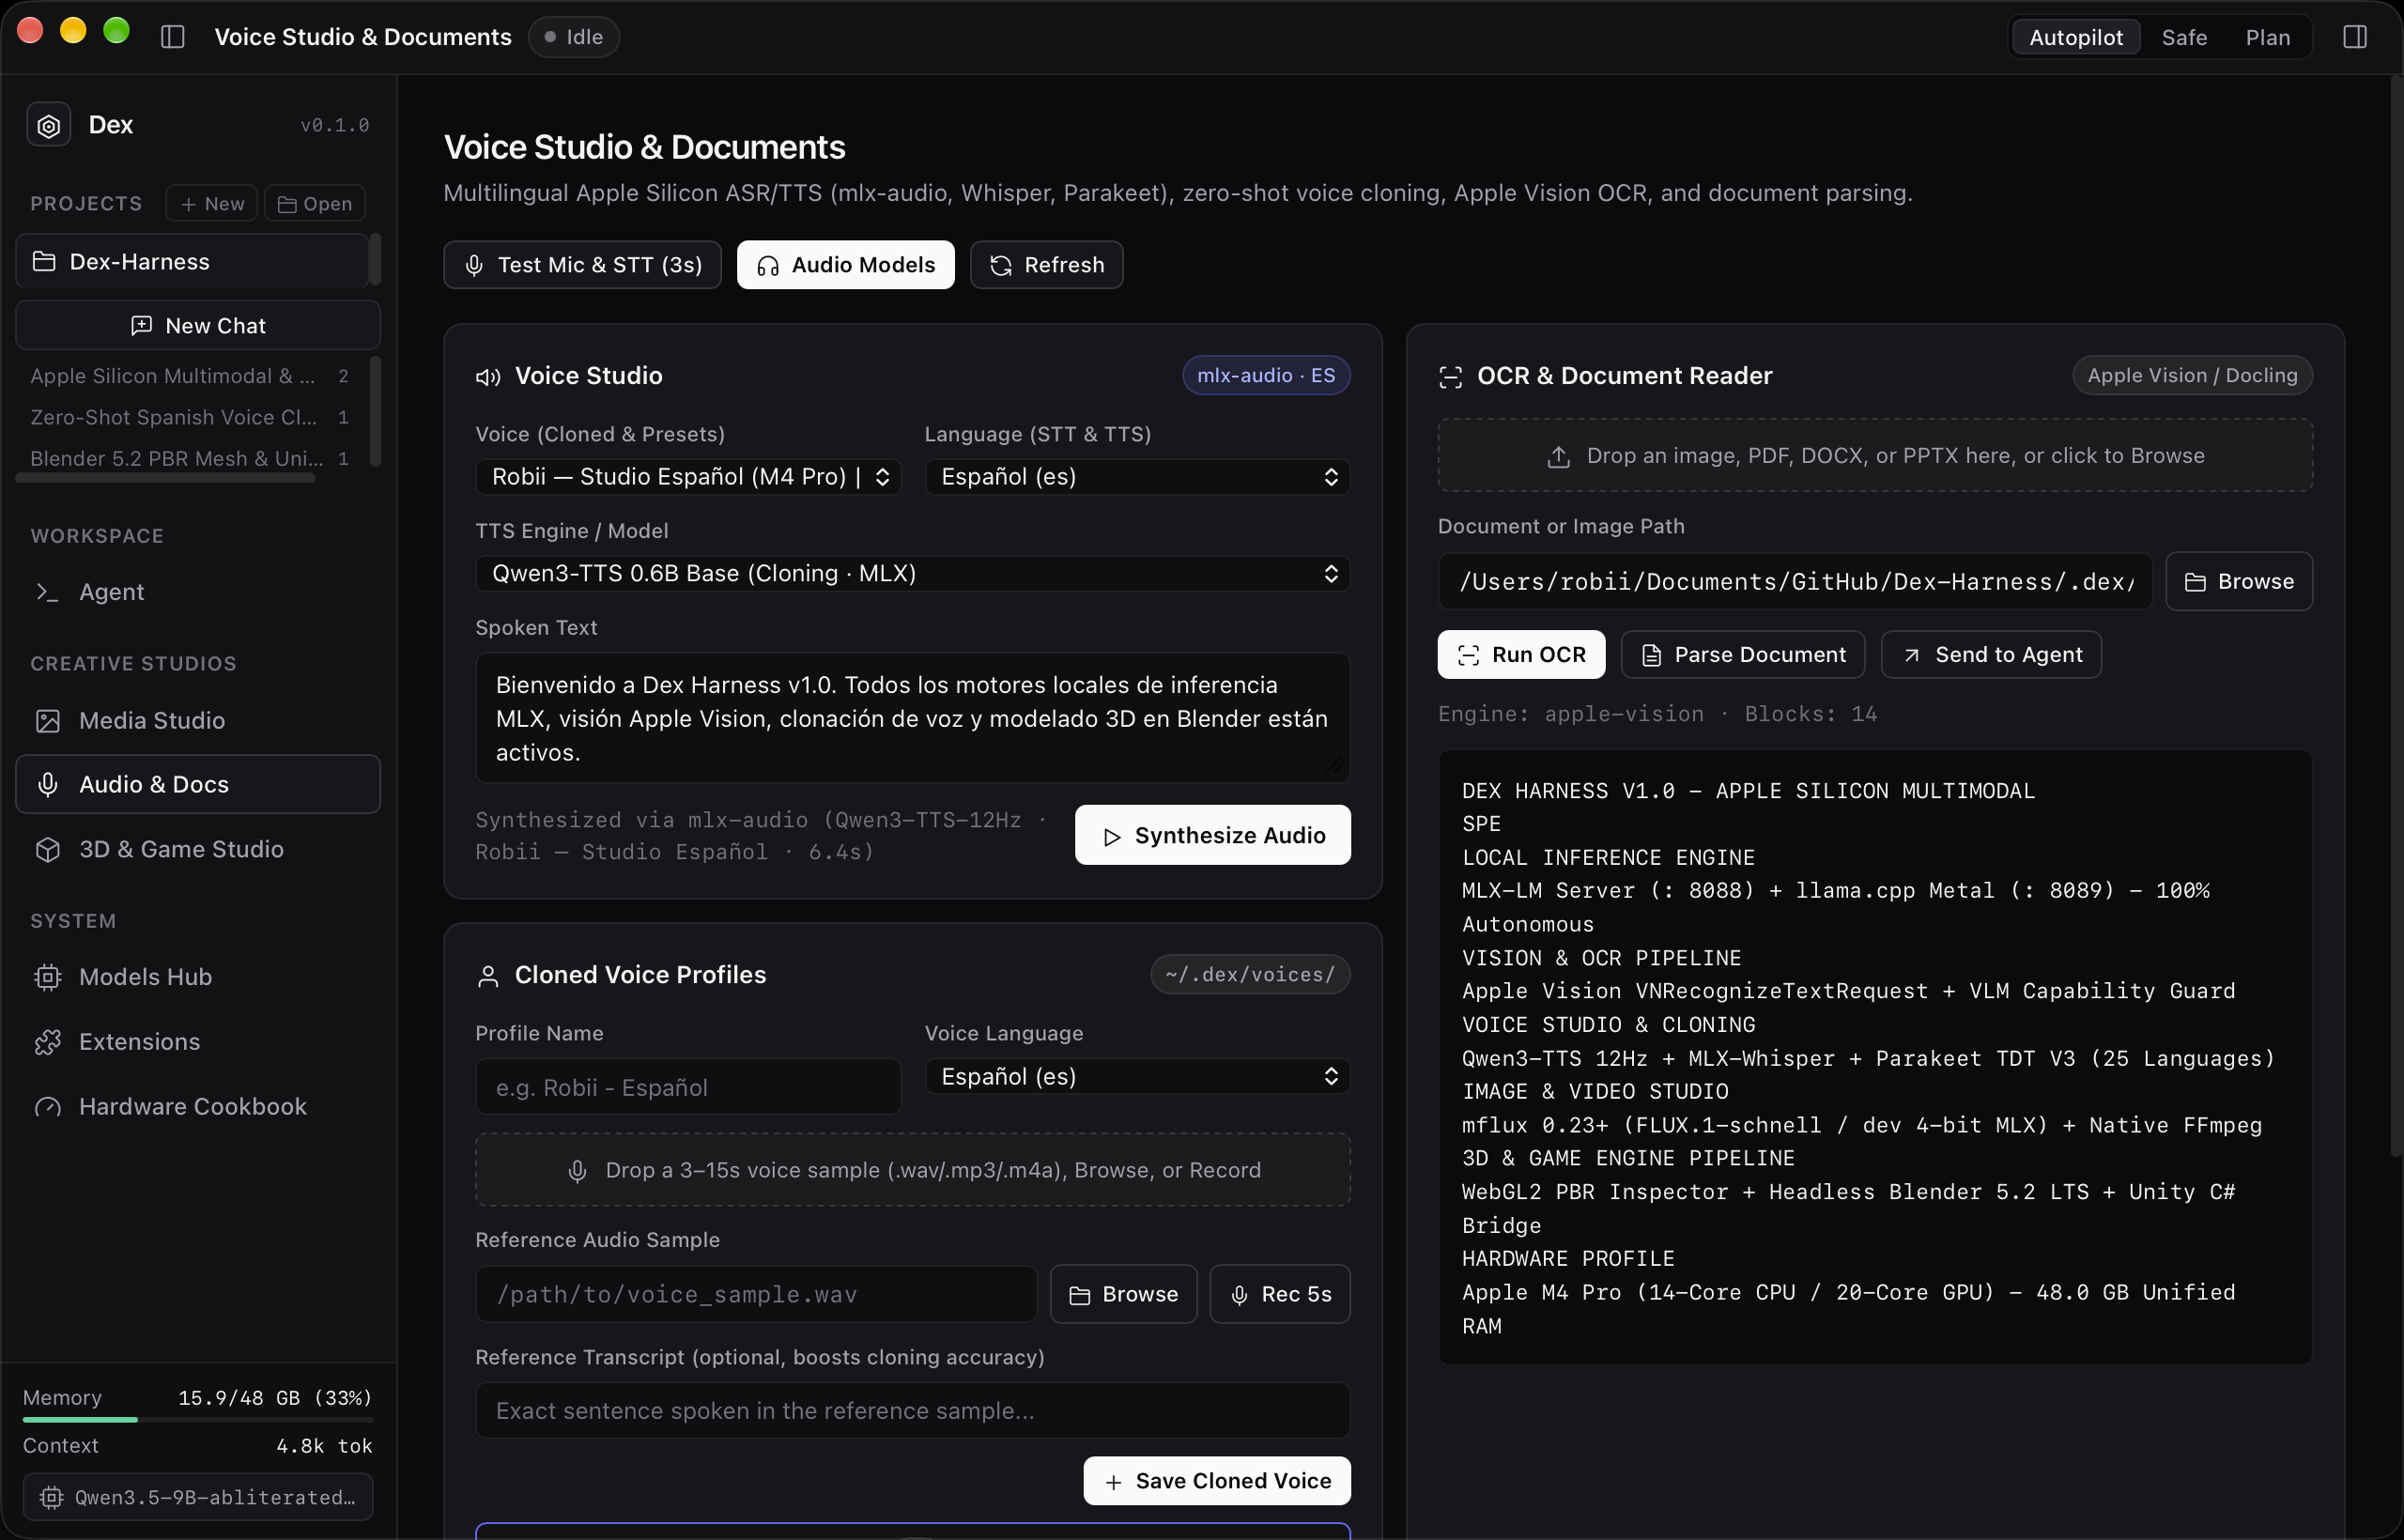 Voice Studio & Documents
Idle
Autopilot
Safe
Plan
Dex
v0.1.0
PROJECTS
New
Open
Dex-Harness
New Chat
Apple Silicon Multimodal & ... 2
Zero-Shot Spanish Voice Cl... 1
Blender 5.2 PBR Mesh & Uni... 1
WORKSPACE
Agent
CREATIVE STUDIOS
Media Studio
Audio & Docs
3D & Game Studio
SYSTEM
Models Hub
Extensions
Hardware Cookbook
Memory 15.9/48 GB (33%)
Context 4.8k tok
Qwen3.5-9B-abliterated...
Voice Studio & Documents
Multilingual Apple Silicon ASR/TTS (mlx-audio, Whisper, Parakeet), zero-shot voice cloning, Apple Vision OCR, and document parsing.
Test Mic & STT (3s)
Audio Models
Refresh
Voice Studio
mlx-audio · ES
Voice (Cloned & Presets)
Language (STT & TTS)
Robii — Studio Español (M4 Pro) |
Español (es)
TTS Engine / Model
Qwen3-TTS 0.6B Base (Cloning · MLX)
Spoken Text
Bienvenido a Dex Harness v1.0. Todos los motores locales de inferencia
MLX, visión Apple Vision, clonación de voz y modelado 3D en Blender están
activos.
Synthesized via mlx-audio (Qwen3-TTS-12Hz ·
Robii — Studio Español · 6.4s)
Synthesize Audio
Cloned Voice Profiles
~/.dex/voices/
Profile Name
Voice Language
e.g. Robii - Español
Español (es)
Drop a 3–15s voice sample (.wav/.mp3/.m4a), Browse, or Record
Reference Audio Sample
/path/to/voice_sample.wav
Browse
Rec 5s
Reference Transcript (optional, boosts cloning accuracy)
Exact sentence spoken in the reference sample...
Save Cloned Voice
OCR & Document Reader
Apple Vision / Docling
Drop an image, PDF, DOCX, or PPTX here, or click to Browse
Document or Image Path
/Users/robii/Documents/GitHub/Dex-Harness/.dex/
Browse
Run OCR
Parse Document
Send to Agent
Engine: apple-vision · Blocks: 14
DEX HARNESS V1.0 — APPLE SILICON MULTIMODAL
SPE
LOCAL INFERENCE ENGINE
MLX-LM Server (: 8088) + llama.cpp Metal (: 8089) — 100%
Autonomous
VISION & OCR PIPELINE
Apple Vision VNRecognizeTextRequest + VLM Capability Guard
VOICE STUDIO & CLONING
Qwen3-TTS 12Hz + MLX-Whisper + Parakeet TDT V3 (25 Languages)
IMAGE & VIDEO STUDIO
mflux 0.23+ (FLUX.1-schnell / dev 4-bit MLX) + Native FFmpeg
3D & GAME ENGINE PIPELINE
WebGL2 PBR Inspector + Headless Blender 5.2 LTS + Unity C#
Bridge
HARDWARE PROFILE
Apple M4 Pro (14-Core CPU / 20-Core GPU) — 48.0 GB Unified
RAM